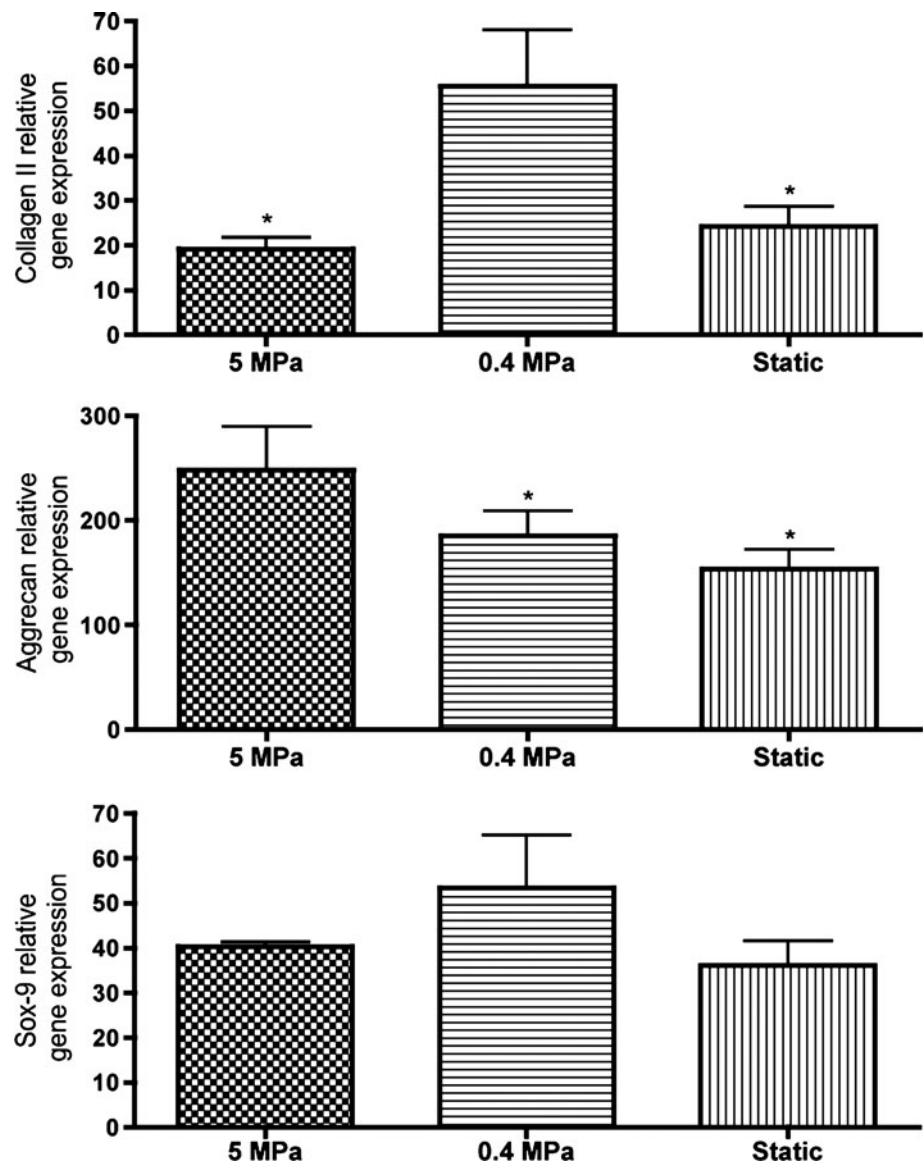 Collagen II relative
gene expression
70
60
50
40
30
20
10
0
*
*
5 MPa
0.4 MPa
Static
Aggrecan relative
gene expression
300
200
100
0
*
*
5 MPa
0.4 MPa
Static
Sox-9 relative
gene expression
70
60
50
40
30
20
10
0
5 MPa
0.4 MPa
Static